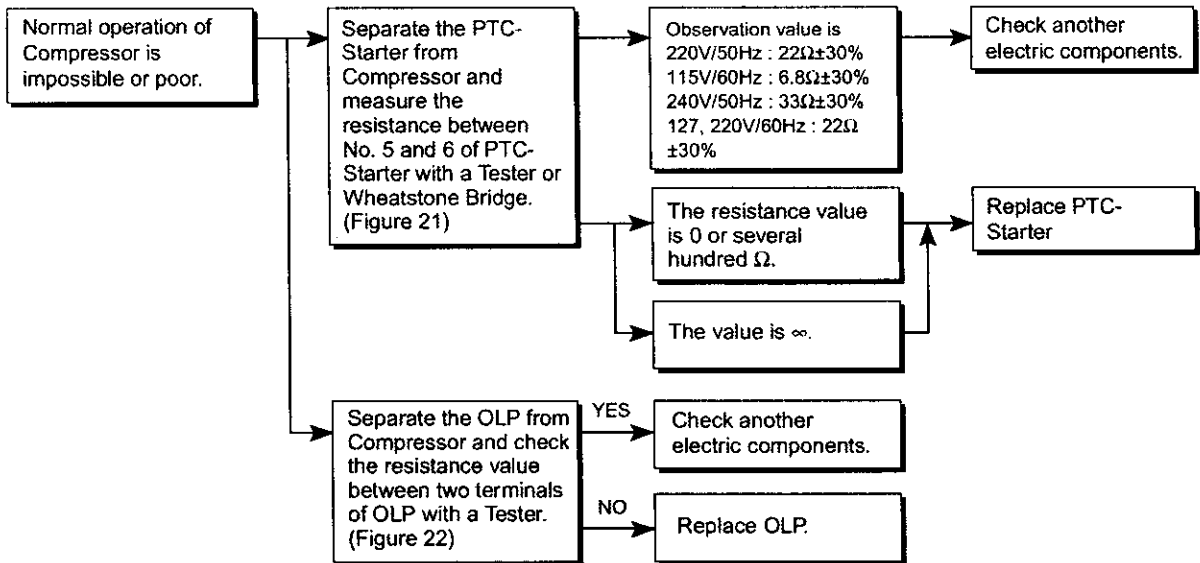 Normal operation of
Compressor is
impossible or poor.
Separate the PTC-
Starter from
Compressor and
measure the
resistance between
No. 5 and 6 of PTC-
Starter with a Tester or
Wheatstone Bridge.
(Figure 21)
Observation value is
220V/50Hz : 22Ω±30%
115V/60Hz : 6.8Ω±30%
240V/50Hz : 33Ω±30%
127, 220V/60Hz : 22Ω
±30%
Check another
electric components.
The resistance value
is 0 or several
hundred Ω.
The value is ∞.
Replace PTC-
Starter
Separate the OLP from
Compressor and check
the resistance value
between two terminals
of OLP with a Tester.
(Figure 22)
YES
Check another
electric components.
NO
Replace OLP.